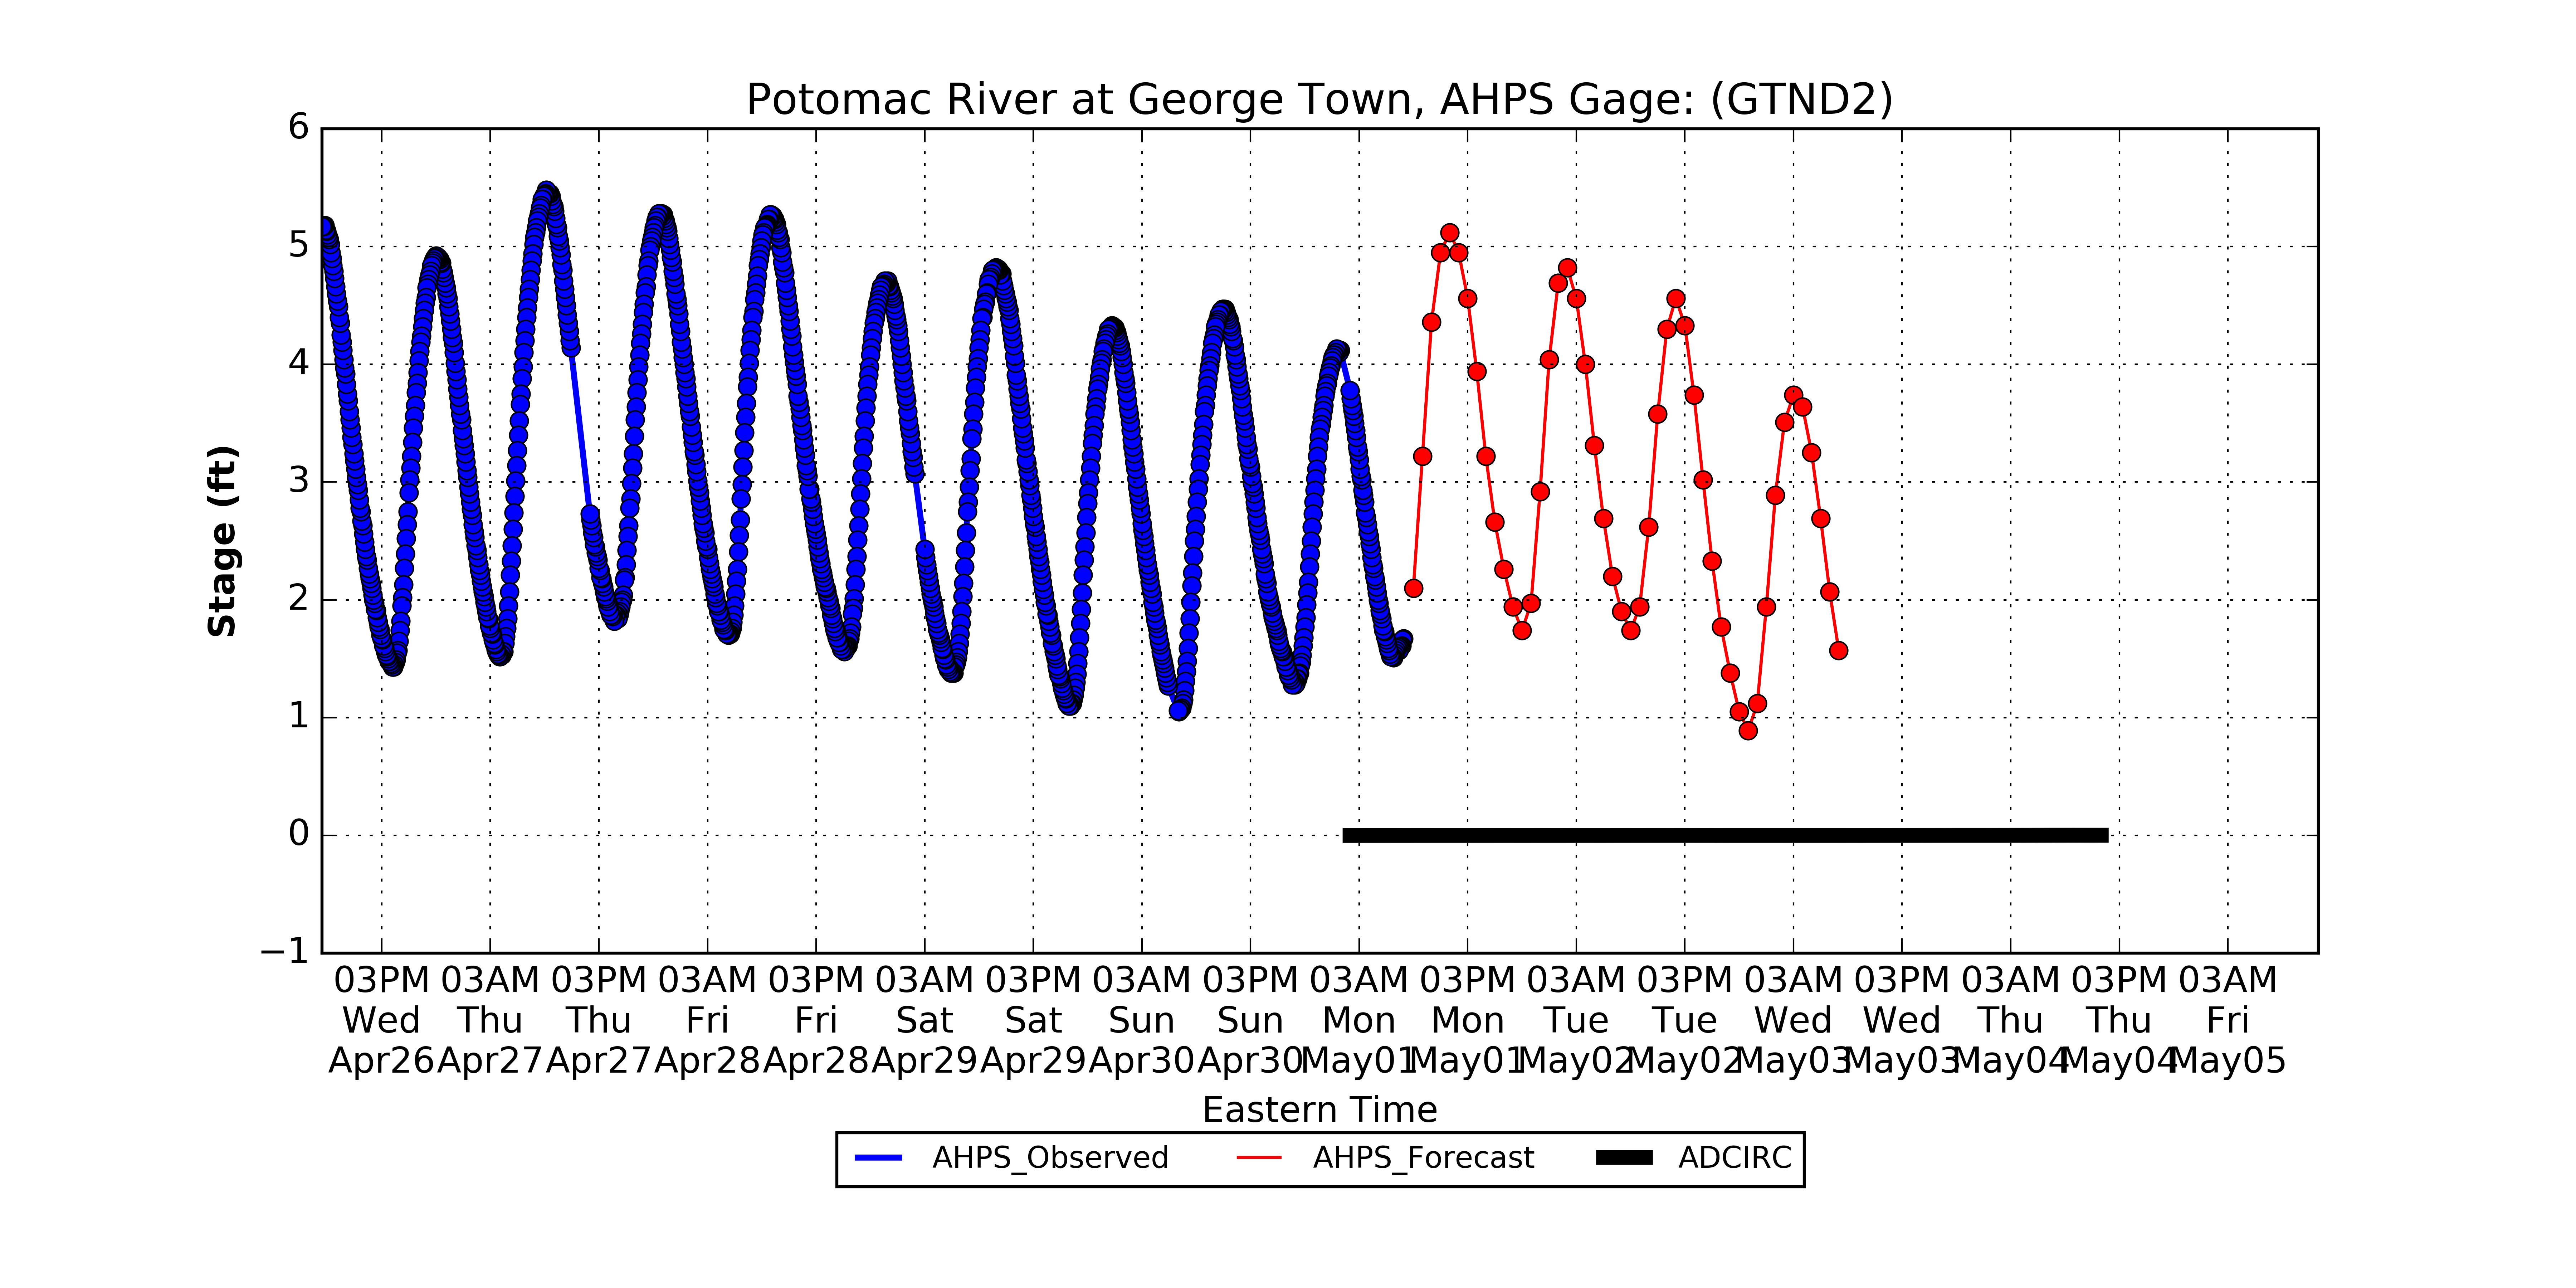 Potomac River at George Town, AHPS Gage: (GTND2)
6
5
4
3
2
1
0
−1
Stage (ft)
03PM 03AM 03PM 03AM 03PM 03AM 03PM 03AM 03PM 03AM 03PM 03AM 03PM 03AM 03PM 03AM 03PM 03AM
Wed Thu Thu Fri Fri Sat Sat Sun Sun Mon Mon Tue Tue Wed Wed Thu Thu Fri
Apr26 Apr27 Apr27 Apr28 Apr28 Apr29 Apr29 Apr30 Apr30 May01 May01 May02 May02 May03 May03 May04 May04 May05
Eastern Time
AHPS_Observed AHPS_Forecast ADCIRC